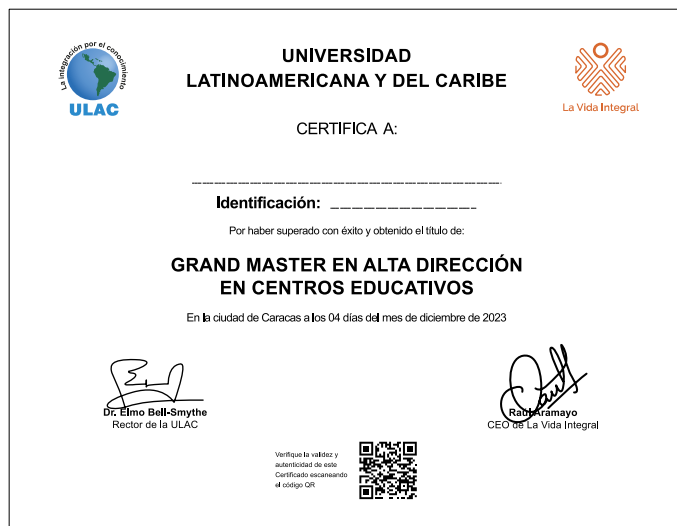 La integración por el conocimiento
ULAC
UNIVERSIDAD
LATINOAMERICANA Y DEL CARIBE
La Vida Integral
CERTIFICA A:
Identificación:
Por haber superado con éxito y obtenido el título de:
GRAND MASTER EN ALTA DIRECCIÓN
EN CENTROS EDUCATIVOS
En la ciudad de Caracas a los 04 días del mes de diciembre de 2023
Dr. Elmo Bell-Smythe
Rector de la ULAC
Raúl Aramayo
CEO de La Vida Integral
Verifique la validez y
autenticidad de este
Certificado escaneando
el código QR